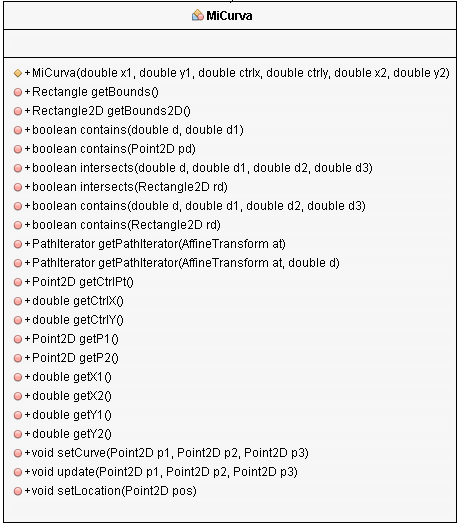 MiCurva
+MiCurva(double x1, double y1, double ctrlx, double ctrly, double x2, double y2)
+Rectangle getBounds()
+Rectangle2D getBounds2D()
+boolean contains(double d, double d1)
+boolean contains(Point2D pd)
+boolean intersects(double d, double d1, double d2, double d3)
+boolean intersects(Rectangle2D rd)
+boolean contains(double d, double d1, double d2, double d3)
+boolean contains(Rectangle2D rd)
+PathIterator getPathIterator(AffineTransform at)
+PathIterator getPathIterator(AffineTransform at, double d)
+Point2D getCtrlPt()
+double getCtrlX()
+double getCtrlY()
+Point2D getP1()
+Point2D getP2()
+double getX1()
+double getX2()
+double getY1()
+double getY2()
+void setCurve(Point2D p1, Point2D p2, Point2D p3)
+void update(Point2D p1, Point2D p2, Point2D p3)
+void setLocation(Point2D pos)